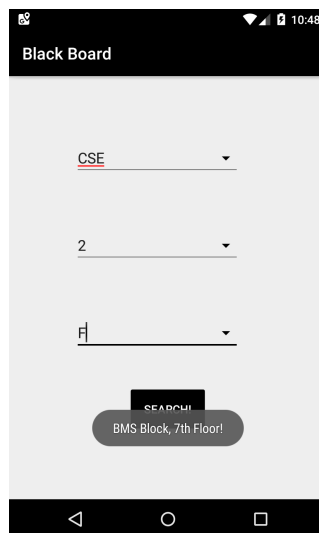 10:48
Black Board
CSE
2
F
SEARCH!
BMS Block, 7th Floor!